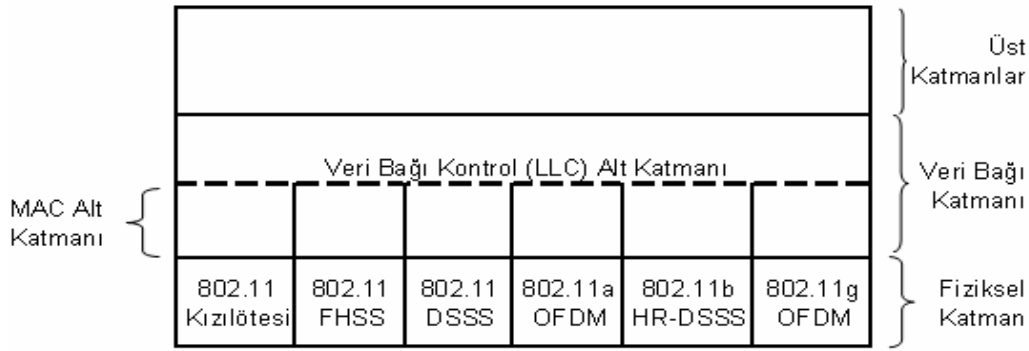 Üst
Katmanlar
Veri Bağı Kontrol (LLC) Alt Katmanı
Veri Bağı
Katmanı
MAC Alt
Katmanı
802.11
Kızılötesi
802.11
FHSS
802.11
DSSS
802.11a
OFDM
802.11b
HR-DSSS
802.11g
OFDM
Fiziksel
Katman